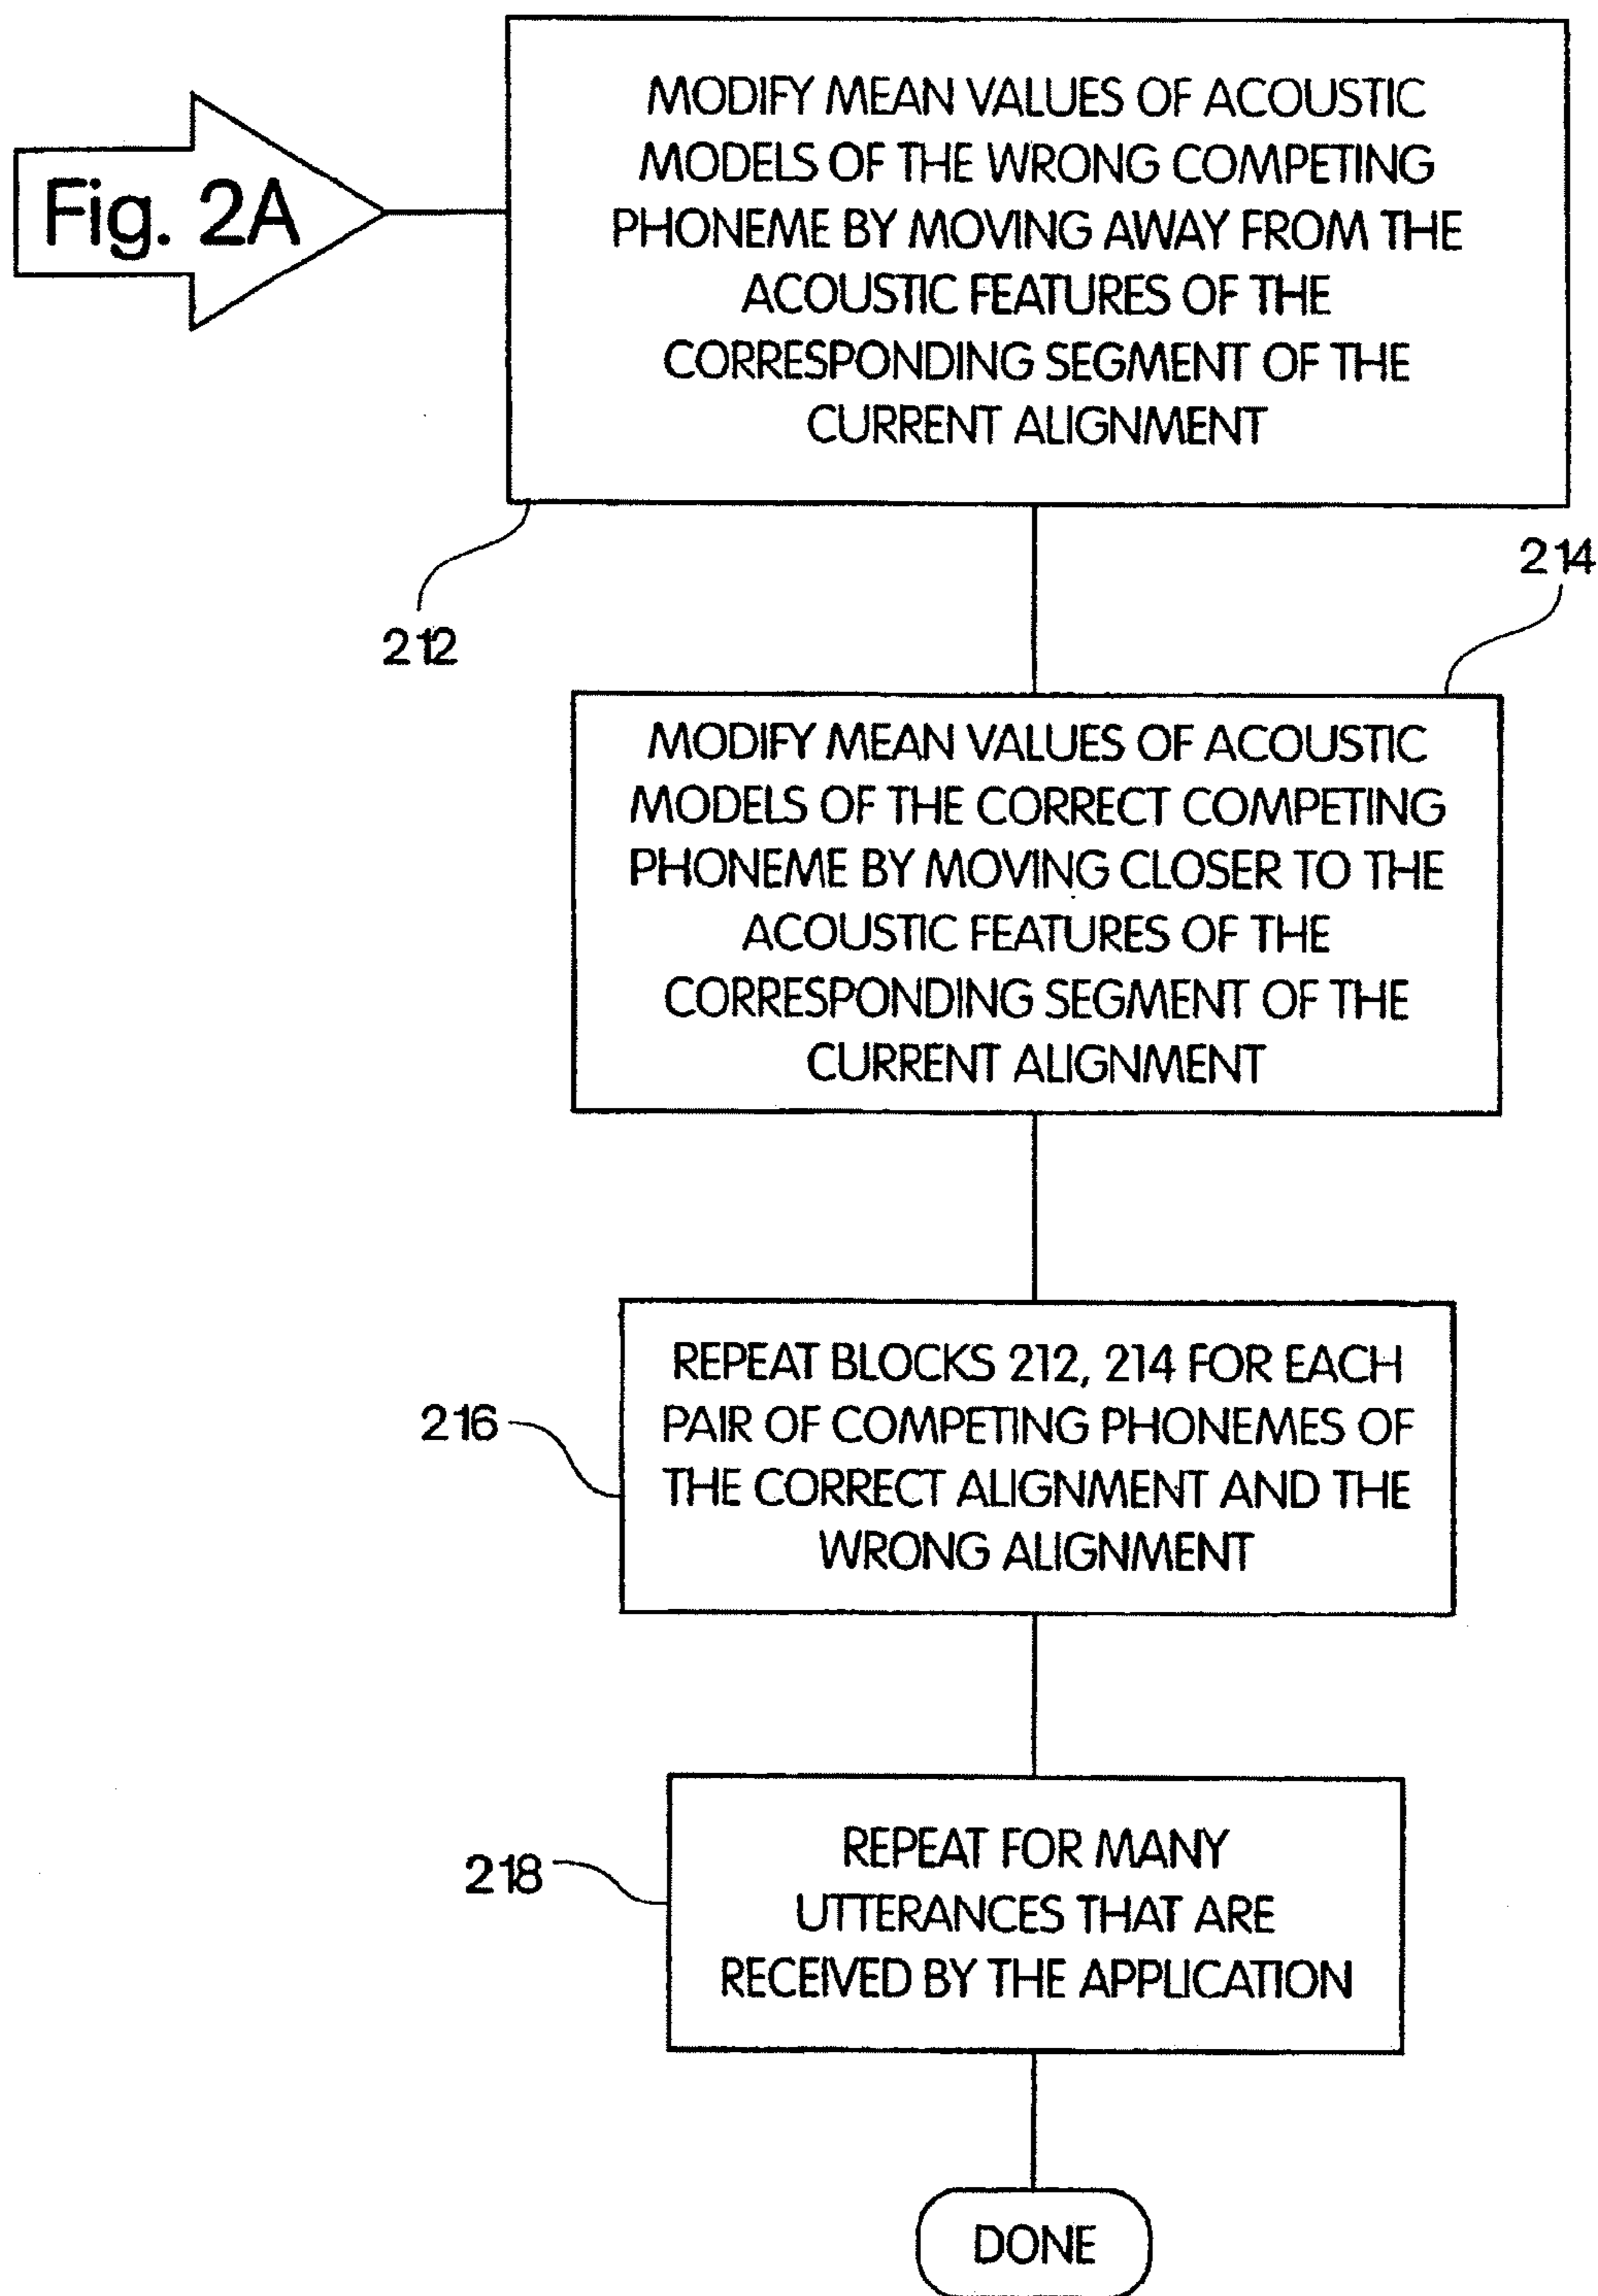 Fig. 2A
MODIFY MEAN VALUES OF ACOUSTIC
MODELS OF THE WRONG COMPETING
PHONEME BY MOVING AWAY FROM THE
ACOUSTIC FEATURES OF THE
CORRESPONDING SEGMENT OF THE
CURRENT ALIGNMENT
212
214
MODIFY MEAN VALUES OF ACOUSTIC
MODELS OF THE CORRECT COMPETING
PHONEME BY MOVING CLOSER TO THE
ACOUSTIC FEATURES OF THE
CORRESPONDING SEGMENT OF THE
CURRENT ALIGNMENT
216
REPEAT BLOCKS 212, 214 FOR EACH
PAIR OF COMPETING PHONEMES OF
THE CORRECT ALIGNMENT AND THE
WRONG ALIGNMENT
218
REPEAT FOR MANY
UTTERANCES THAT ARE
RECEIVED BY THE APPLICATION
DONE